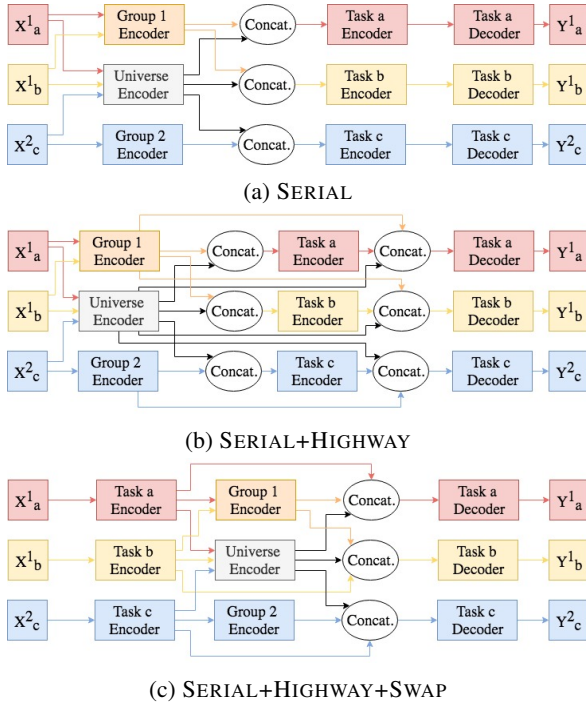 X¹ₐ Group 1 Encoder Concat. Task a Encoder Task a Decoder Y¹ₐ
X¹b Universe Encoder Concat. Task b Encoder Task b Decoder Y¹b
X²c Group 2 Encoder Concat. Task c Encoder Task c Decoder Y²c
(a) SERIAL
X¹ₐ Group 1 Encoder Concat. Task a Encoder Concat. Task a Decoder Y¹ₐ
X¹b Universe Encoder Concat. Task b Encoder Concat. Task b Decoder Y¹b
X²c Group 2 Encoder Concat. Task c Encoder Concat. Task c Decoder Y²c
(b) SERIAL+HIGHWAY
X¹ₐ Task a Encoder Group 1 Encoder Concat. Task a Decoder Y¹ₐ
X¹b Task b Encoder Universe Encoder Concat. Task b Decoder Y¹b
X²c Task c Encoder Group 2 Encoder Concat. Task c Decoder Y²c
(c) SERIAL+HIGHWAY+SWAP